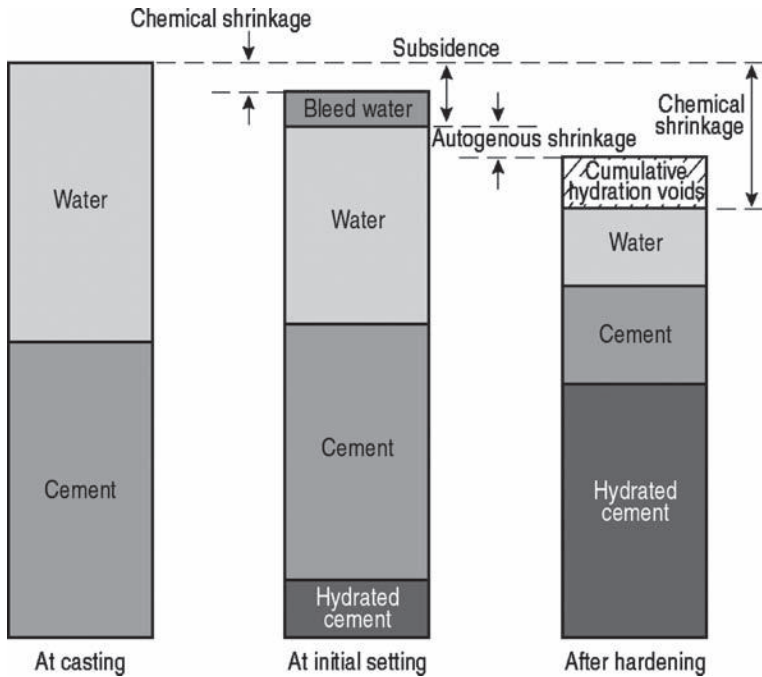 Chemical shrinkage
Subsidence
Chemical
shrinkage
Autogenous shrinkage
Water
Cement
At casting
Bleed water
Water
Cement
Hydrated
cement
At initial setting
Cumulative
hydration voids
Water
Cement
Hydrated
cement
After hardening